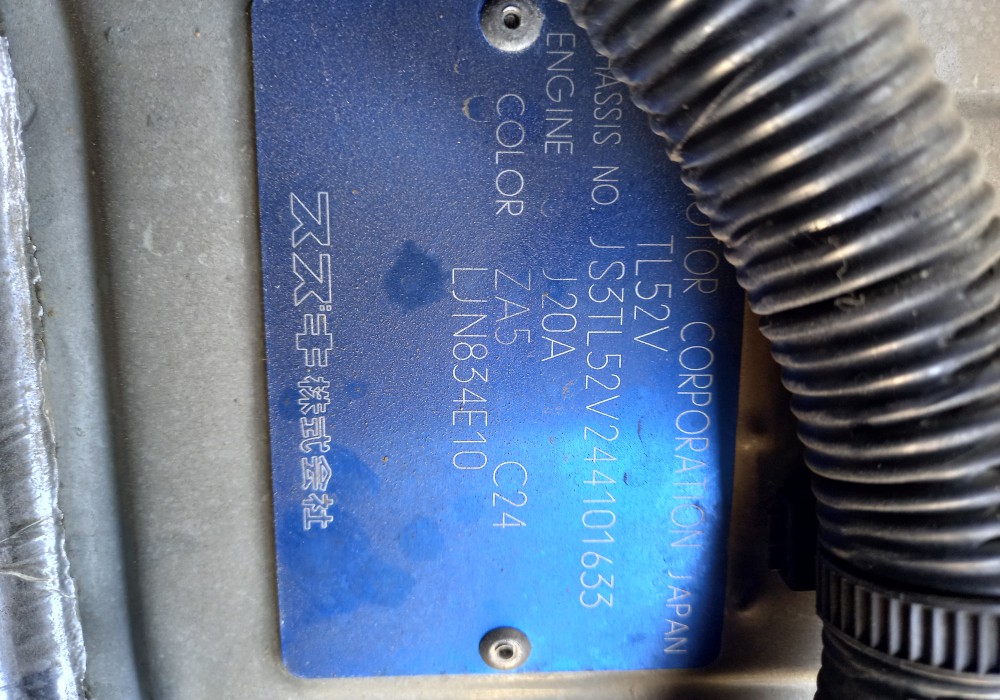 MOTOR CORPORATION JAPAN
TL52V
CHASSIS NO. JS3TL52V244101633
ENGINE J20A
COLOR ZA5 C24
LJN834E10
スズキ株式会社